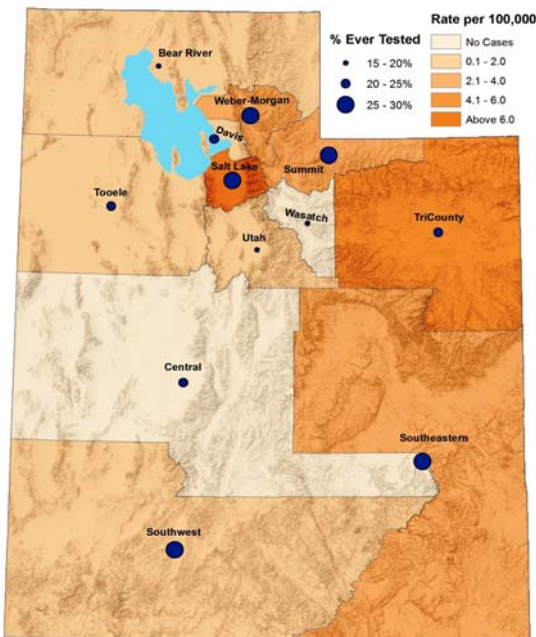 Rate per 100,000
No Cases
0.1 - 2.0
2.1 - 4.0
4.1 - 6.0
Above 6.0
% Ever Tested
15 - 20%
20 - 25%
25 - 30%
Bear River
Weber-Morgan
Davis
Summit
Salt Lake
Tooele
Wasatch
TriCounty
Utah
Central
Southeastern
Southwest